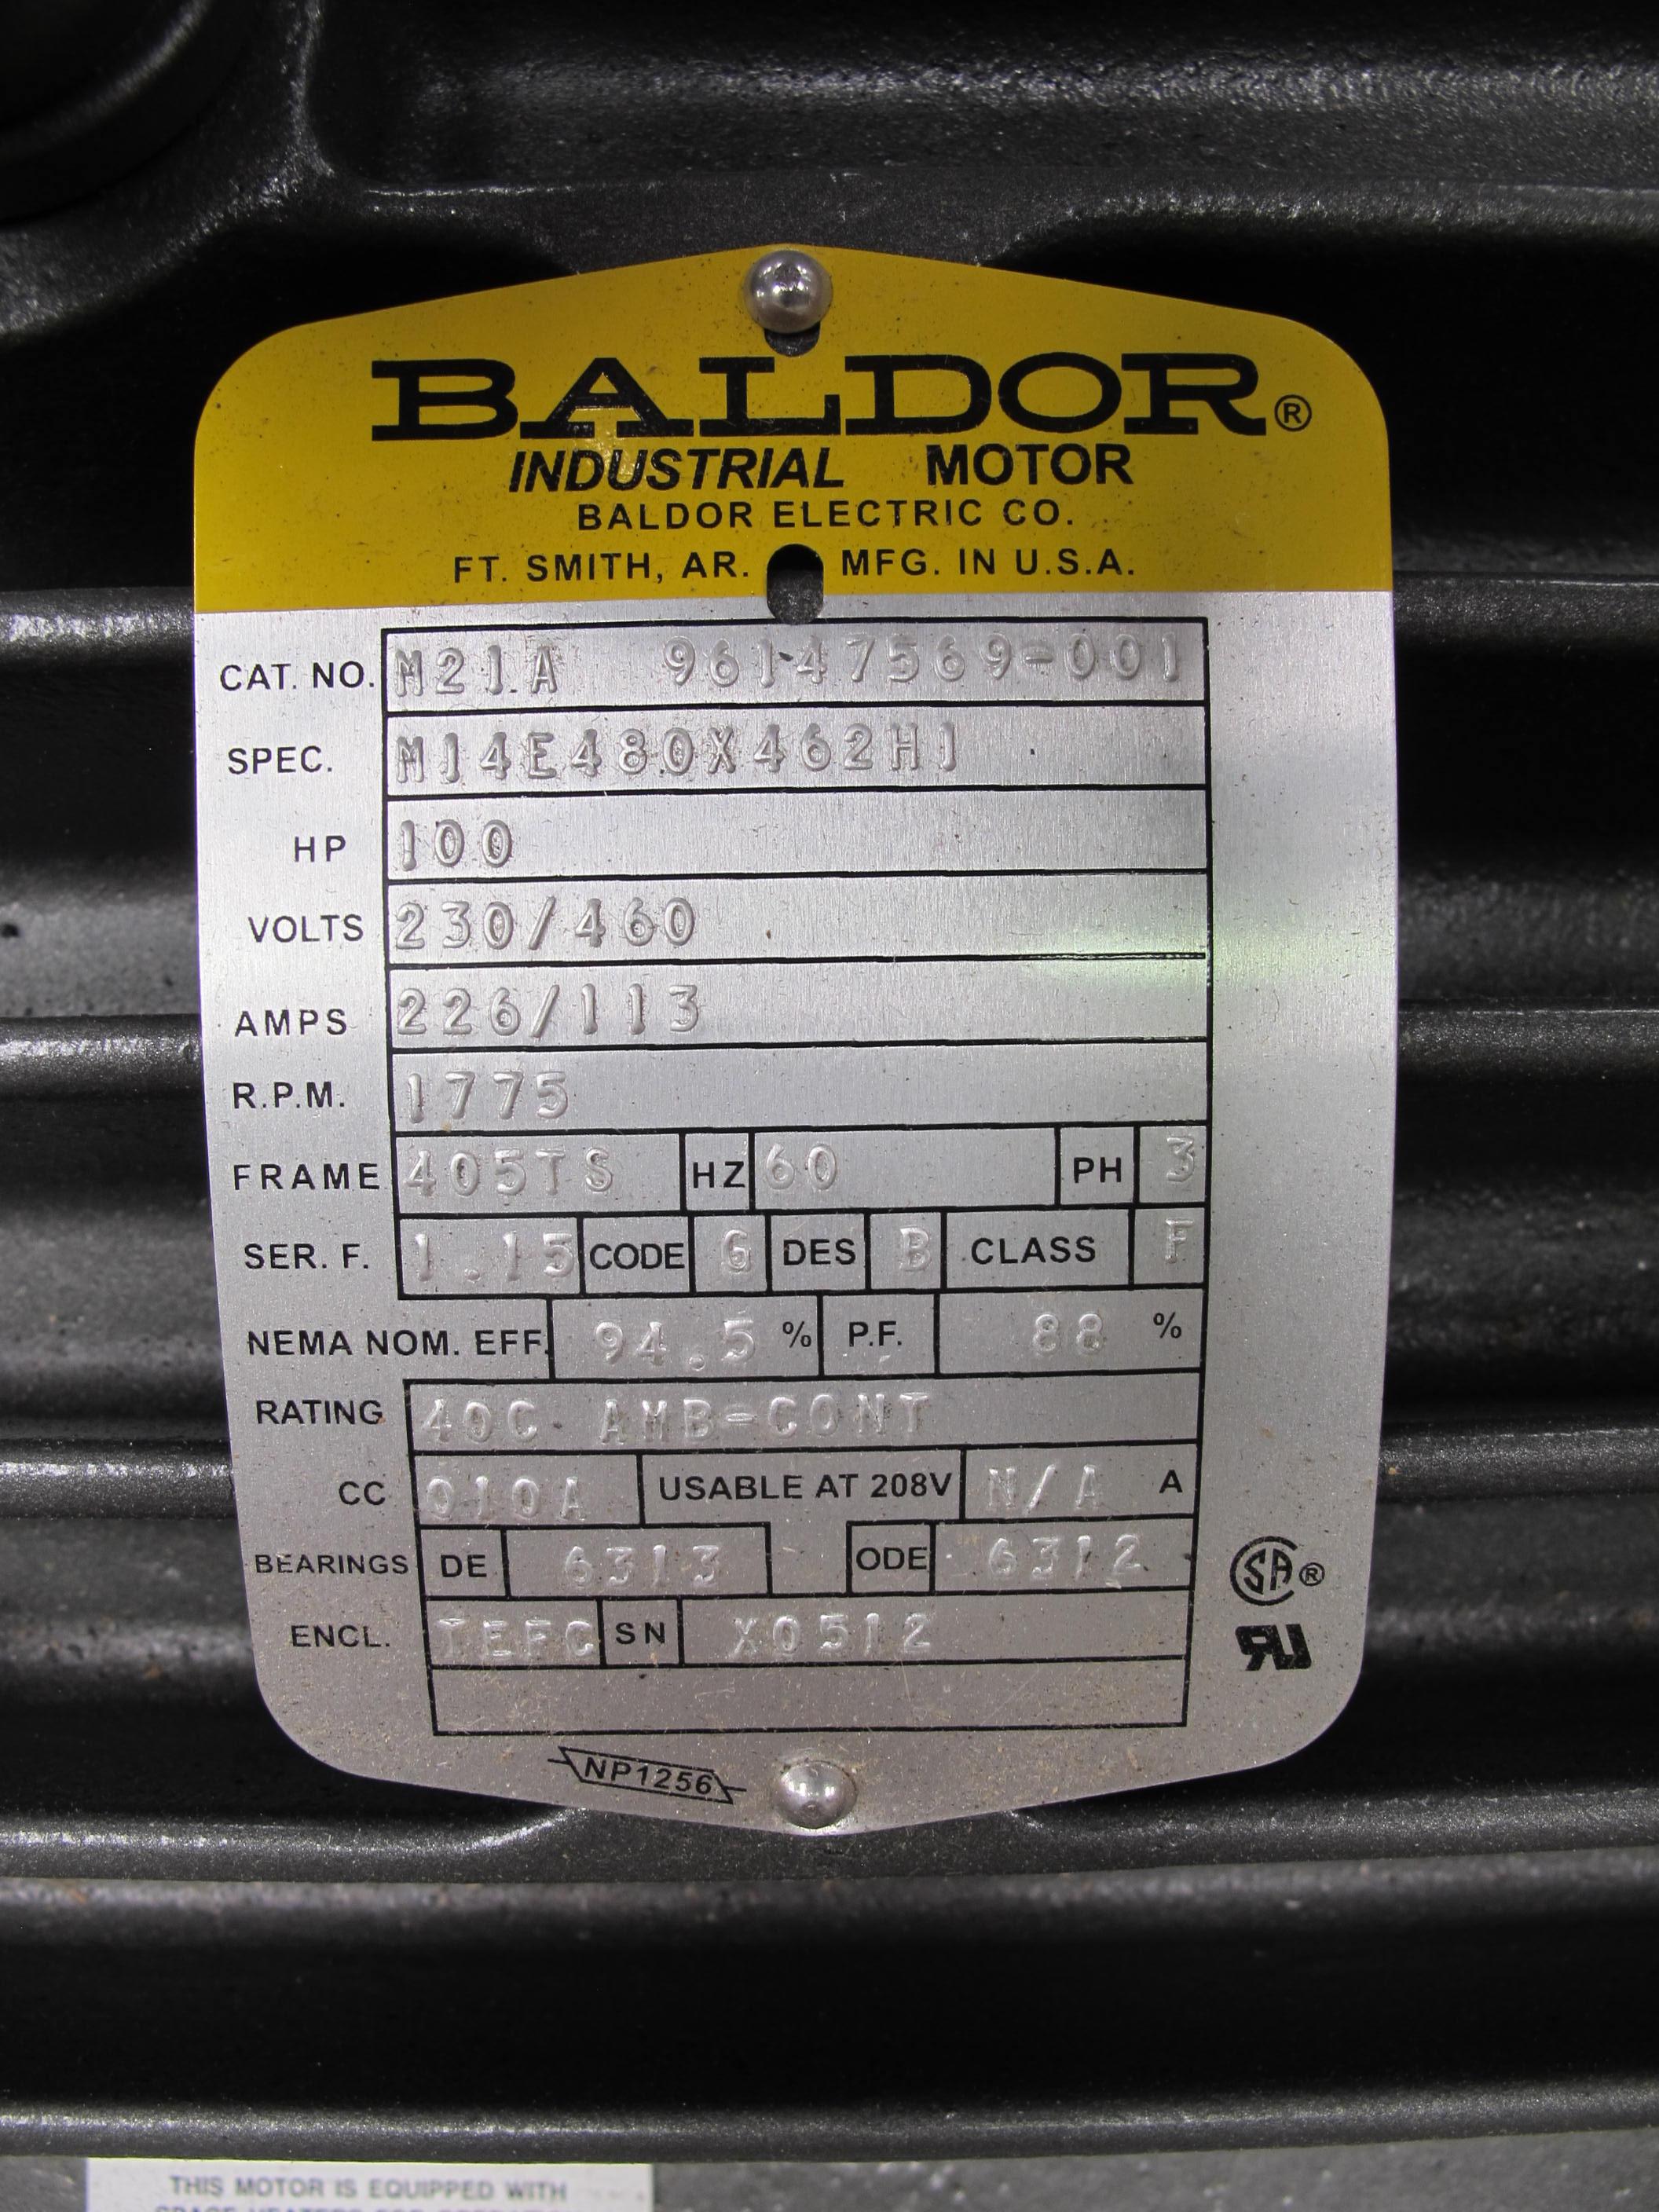 BALDOR®
INDUSTRIAL MOTOR
BALDOR ELECTRIC CO.
FT. SMITH, AR. MFG. IN U.S.A.
CAT. NO. M21A 96147569-001
SPEC. M14E480X462H1
HP 100
VOLTS 230/460
AMPS 226/113
R.P.M. 1775
FRAME 405TS HZ 60 PH 3
SER. F. 1.15 CODE G DES B CLASS F
NEMA NOM. EFF. 94.5 % P.F. 88 %
RATING 40C AMB-CONT
CC 010A USABLE AT 208V N/A A
BEARINGS DE 6313 ODE 6312
SA®
ENCL. TEFC SN X0512
RU
NP1256
THIS MOTOR IS EQUIPPED WITH